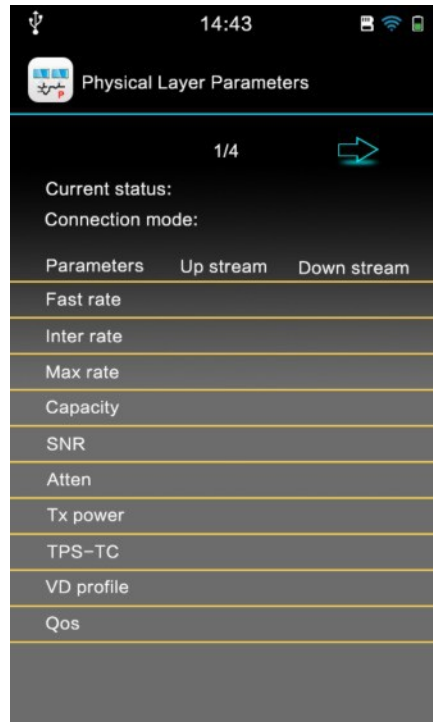 14:43
P
Physical Layer Parameters
1/4
Current status:
Connection mode:
Parameters Up stream Down stream
Fast rate
Inter rate
Max rate
Capacity
SNR
Atten
Tx power
TPS-TC
VD profile
Qos